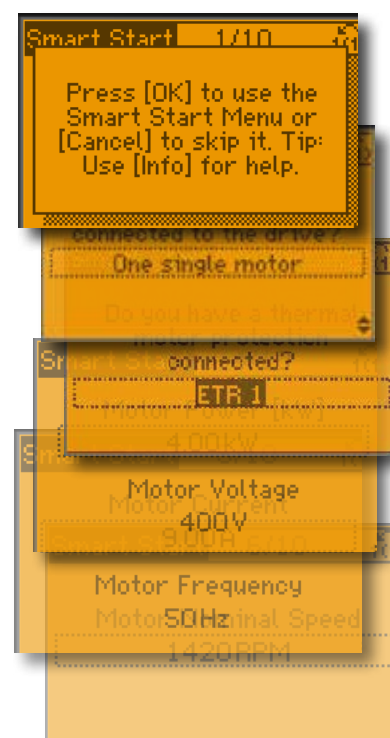 Smart Start 1/10
Press [OK] to use the
Smart Start Menu or
[Cancel] to skip it. Tip:
Use [Info] for help.
connected to the drive?
One single motor
Do you have a thermal
motor protection
connected?
ETR 1
Motor Power [kW]
4.00kW
Motor Voltage
400V
Motor Current
9.00A
Motor Frequency
50Hz
Motor Nominal Speed
1420RPM